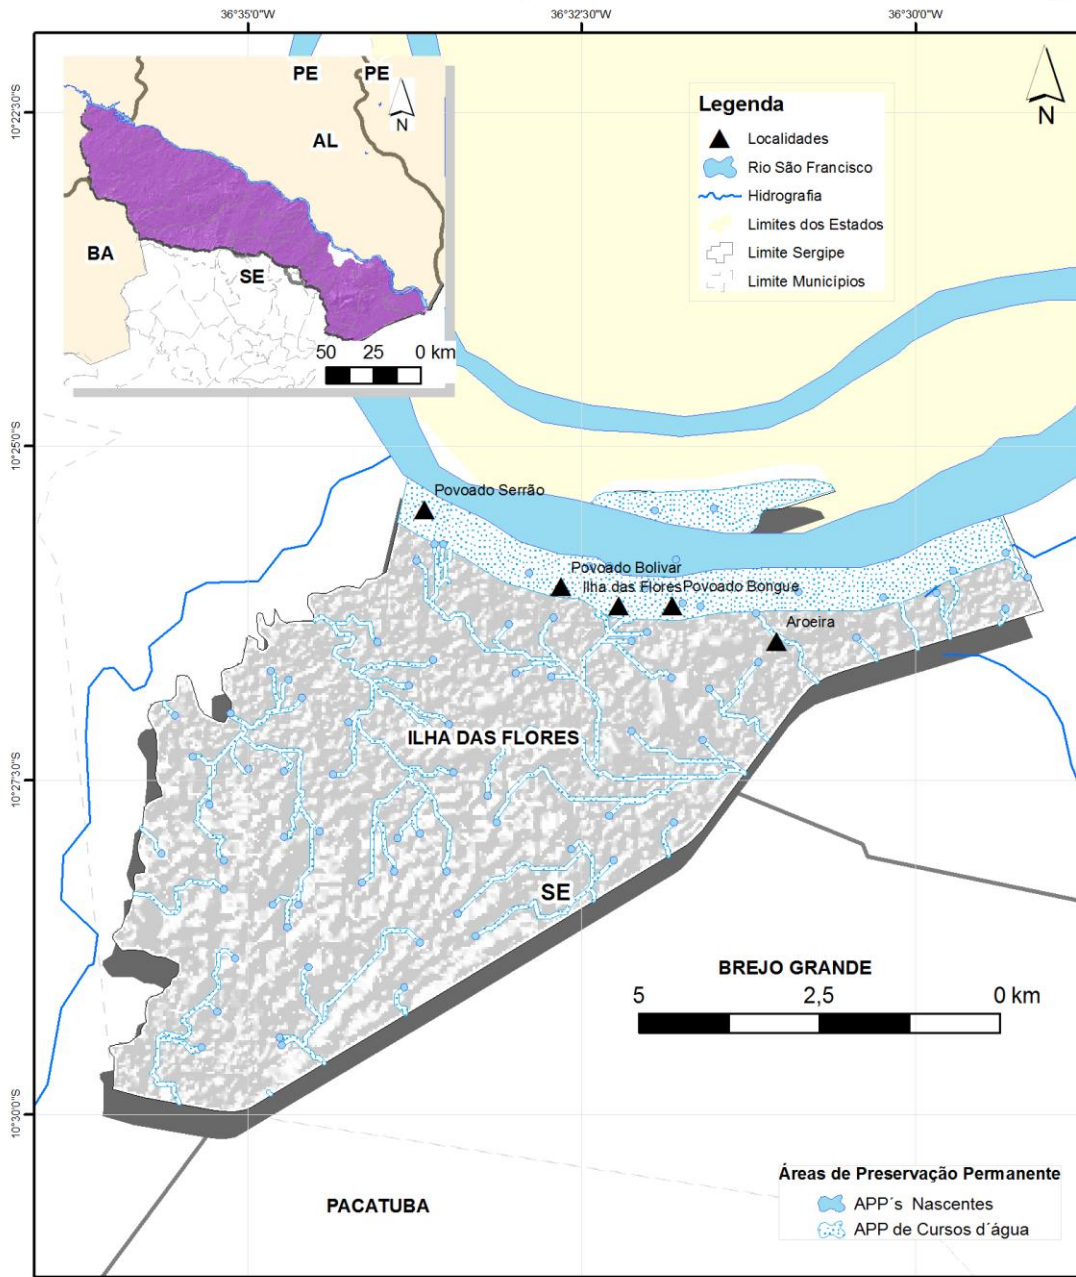 36°35'0"W
36°32'30"W
36°30'0"W
10°22'30"S
10°25'0"S
10°27'30"S
10°30'0"S
PE
PE
N
AL
BA
SE
50 25 0 km
N
Legenda
Localidades
Rio São Francisco
Hidrografia
Limites dos Estados
Limite Sergipe
Limite Municípios
Povoado Serrão
Povoado Bolivar
Ilha das Flores
Povoado Bongue
Aroeira
ILHA DAS FLORES
SE
BREJO GRANDE
5 2,5 0 km
PACATUBA
Áreas de Preservação Permanente
APP´s Nascentes
APP de Cursos d´água